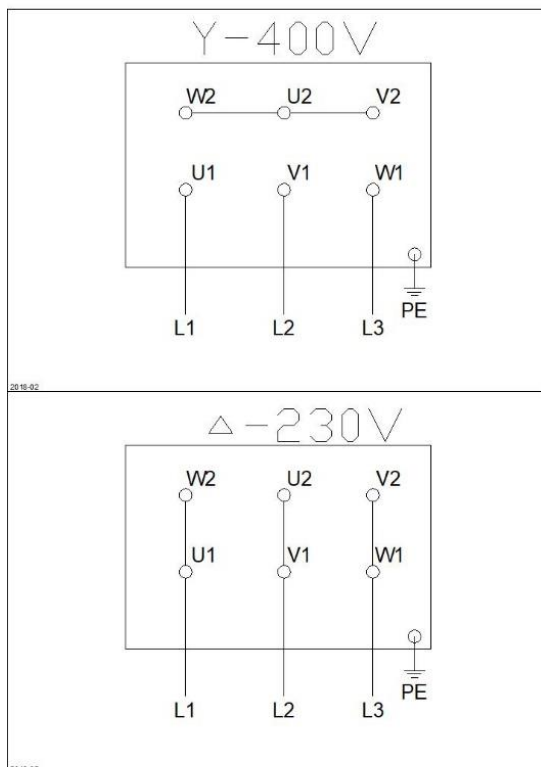 Y-400V
W2 U2 V2
U1 V1 W1
PE
L1 L2 L3
2018-02
△-230V
W2 U2 V2
U1 V1 W1
PE
L1 L2 L3